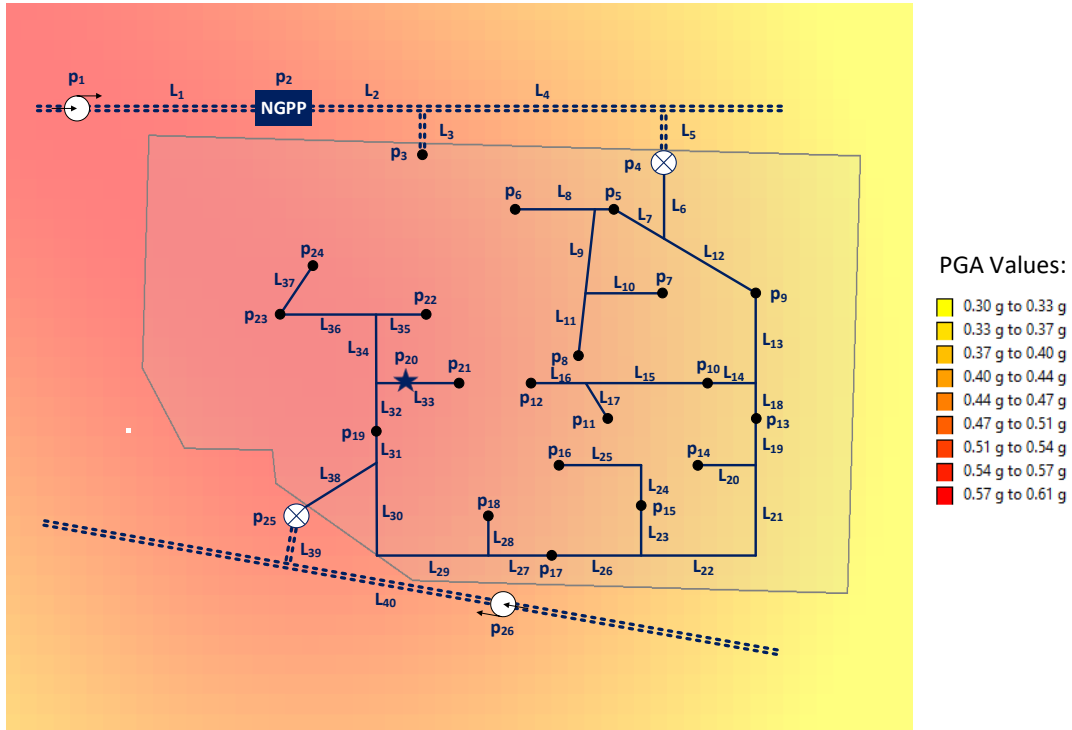 p1
p2
L1
NGPP
L2
L4
L3
L5
p3
p4
p6
L8
p5
L7
L6
L9
L12
p24
L37
L10
p7
p9
p23
L36
L35
p22
L11
L13
L34
p20
p8
p21
L33
L16
p12
L15
p10
L14
L32
L17
L18
p11
p13
p19
L31
L19
L38
p16
L25
p14
L20
L24
p25
L30
p18
p15
L21
L39
L28
L23
L29
L27
p17
L26
L22
L40
p26
PGA Values:
0.30 g to 0.33 g
0.33 g to 0.37 g
0.37 g to 0.40 g
0.40 g to 0.44 g
0.44 g to 0.47 g
0.47 g to 0.51 g
0.51 g to 0.54 g
0.54 g to 0.57 g
0.57 g to 0.61 g